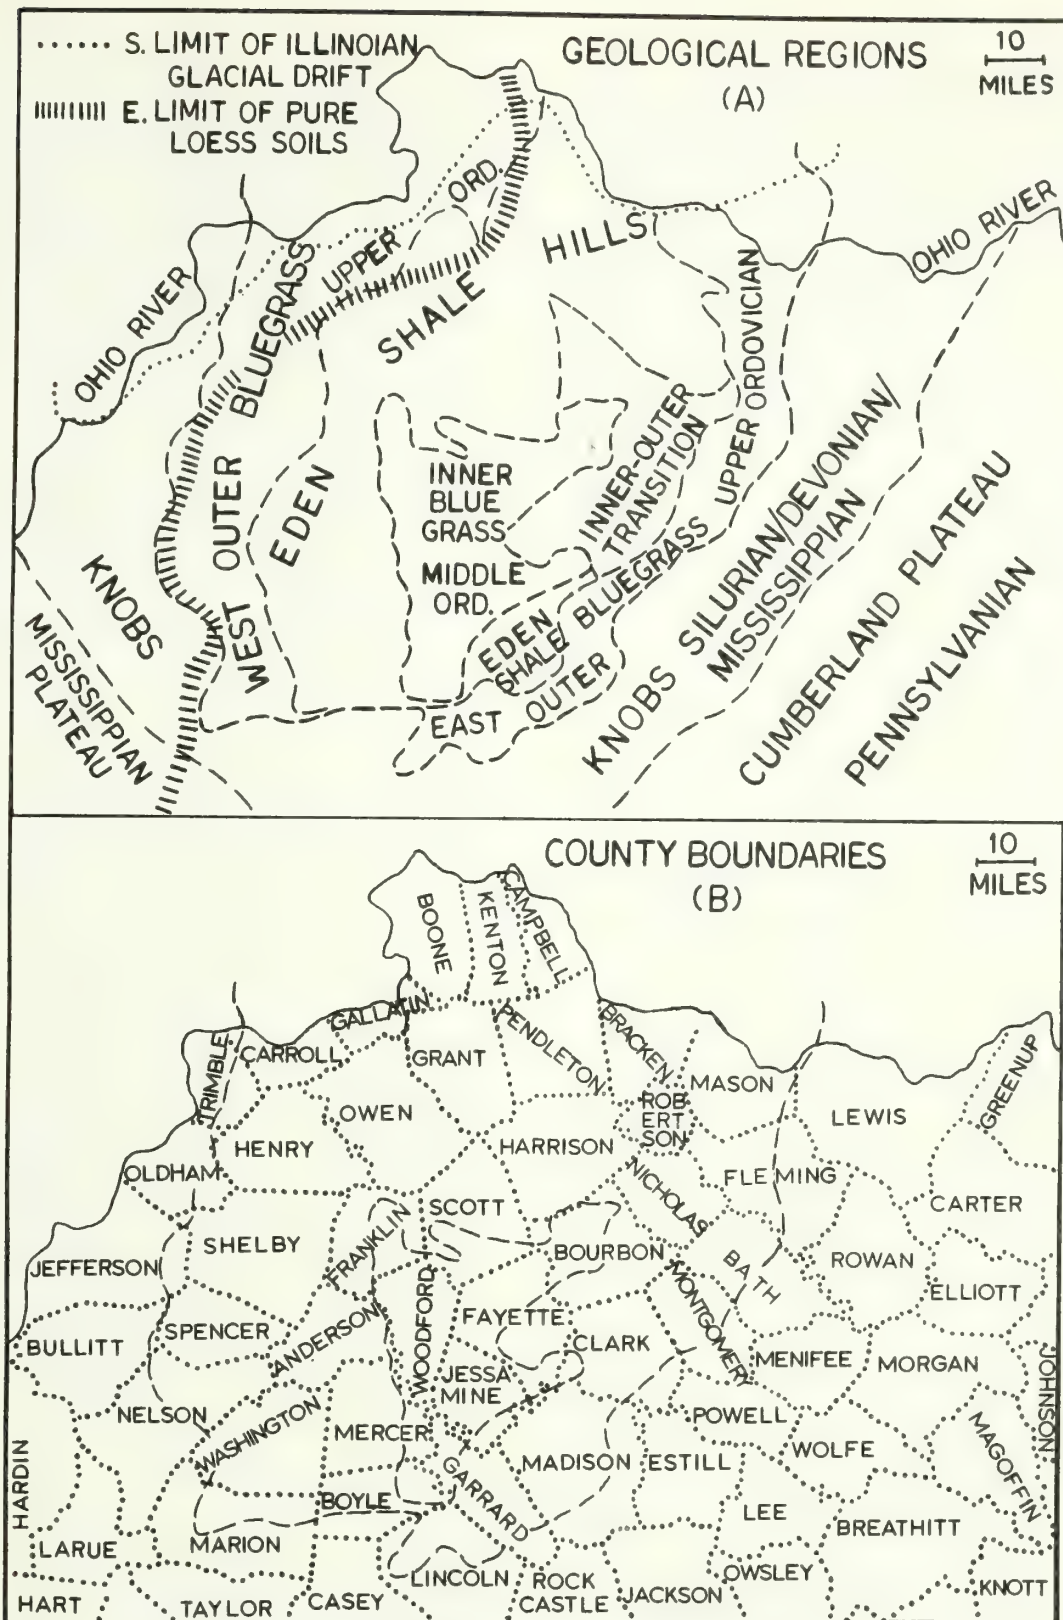 S. LIMIT OF ILLINOIAN
GLACIAL DRIFT
E. LIMIT OF PURE
LOESS SOILS
GEOLOGICAL REGIONS
(A)
10
MILES
OHIO RIVER
OHIO RIVER
UPPER ORD.
SHALE
HILLS
WEST OUTER BLUEGRASS
EDEN
INNER
BLUE
GRASS
MIDDLE
ORD.
INNER-OUTER
TRANSITION
UPPER ORDOVICIAN
EDEN
SHALE/
BLUEGRASS
EAST
OUTER
KNOBS
MISSISSIPPIAN
PLATEAU
KNOBS
SILURIAN/DEVONIAN/
MISSISSIPPIAN
CUMBERLAND PLATEAU
PENNSYLVANIAN
COUNTY BOUNDARIES
(B)
10
MILES
BOONE
KENTON
CAMPBELL
GALLATIN
TRIMBLE
CARROLL
GRANT
PENDLETON
BRACKEN
MASON
LEWIS
GREENUP
OWEN
ROB
ERT
SON
HENRY
HARRISON
OLDHAM
NICHOLAS
FLEMING
CARTER
SHELBY
FRANKLIN
SCOTT
JEFFERSON
BOURBON
BATH
ROWAN
ELLIOTT
BULLITT
SPENCER
ANDERSON
WOODFORD
FAYETTE
CLARK
MONTGOMERY
MENIFEE
MORGAN
JOHNSON
JESSA
MINE
NELSON
WASHINGTON
MERCER
POWELL
WOLFE
MAGOFFIN
HARDIN
GARRARD
MADISON
ESTILL
BOYLE
LEE
BREATHITT
LARUE
MARION
LINCOLN
ROCK
CASTLE
JACKSON
OWSLEY
KNOTT
HART
TAYLOR
CASEY